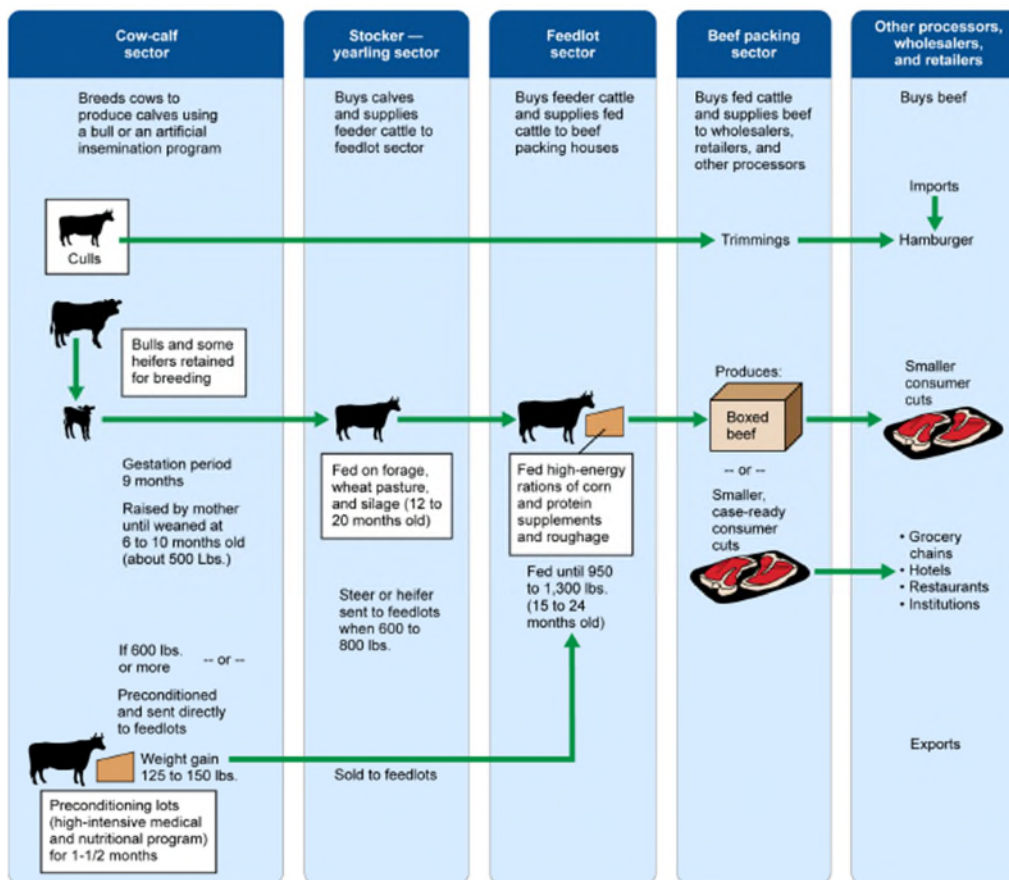 Cow-calf
sector
Stocker —
yearling sector
Feedlot
sector
Beef packing
sector
Other processors,
wholesalers,
and retailers
Breeds cows to
produce calves using
a bull or an artificial
insemination program
Buys calves
and supplies
feeder cattle to
feedlot sector
Buys feeder cattle
and supplies fed
cattle to beef
packing houses
Buys fed cattle
and supplies beef
to wholesalers,
retailers, and
other processors
Buys beef
Imports
Culls
Trimmings
Hamburger
Bulls and some
heifers retained
for breeding
Produces:
Boxed
beef
Smaller
consumer
cuts
Gestation period
9 months
Raised by mother
until weaned at
6 to 10 months old
(about 500 Lbs.)
Fed on forage,
wheat pasture,
and silage (12 to
20 months old)
Fed high-energy
rations of corn
and protein
supplements
and roughage
-- or --
Smaller,
case-ready
consumer
cuts
• Grocery
chains
• Hotels
• Restaurants
• Institutions
Steer or heifer
sent to feedlots
when 600 to
800 lbs.
Fed until 950
to 1,300 lbs.
(15 to 24
months old)
If 600 lbs.
or more
-- or --
Preconditioned
and sent directly
to feedlots
Weight gain
125 to 150 lbs.
Sold to feedlots
Exports
Preconditioning lots
(high-intensive medical
and nutritional program)
for 1-1/2 months